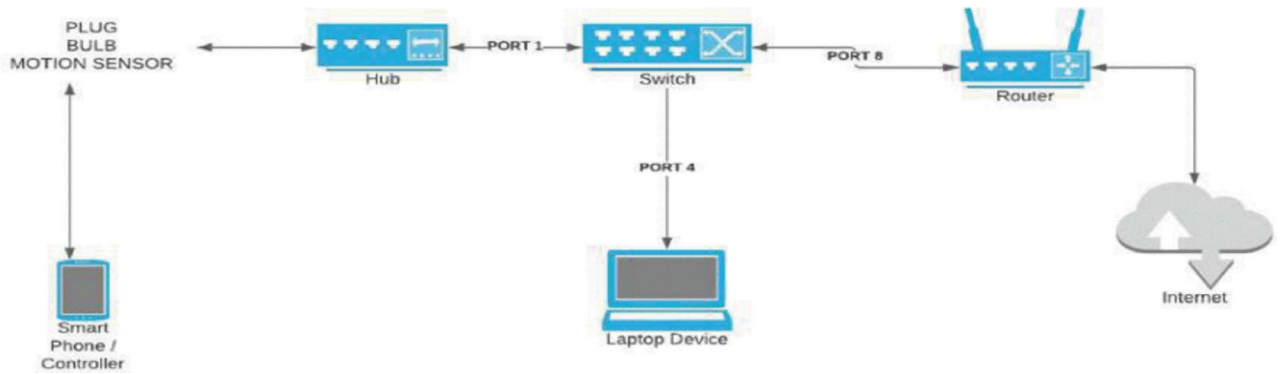 PLUG
BULB
MOTION SENSOR
Hub
PORT 1
Switch
PORT 8
Router
PORT 4
Internet
Smart
Phone /
Controller
Laptop Device